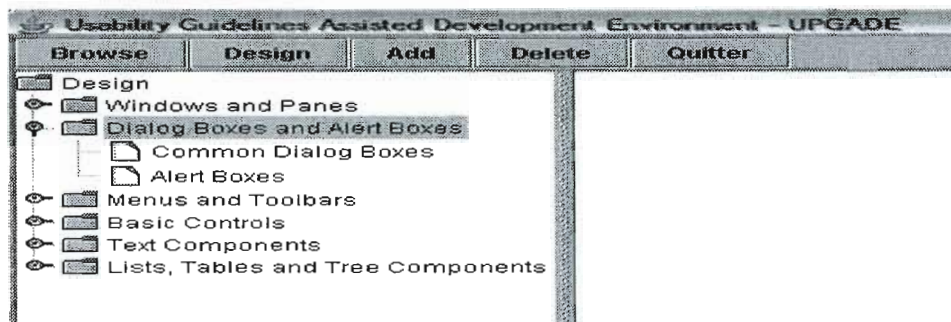 Usability Guidelines Assisted Development Environment - UPGADE
Browse Design Add Delete Quitter
Design
Windows and Panes
Dialog Boxes and Alert Boxes
Common Dialog Boxes
Alert Boxes
Menus and Toolbars
Basic Controls
Text Components
Lists, Tables and Tree Components